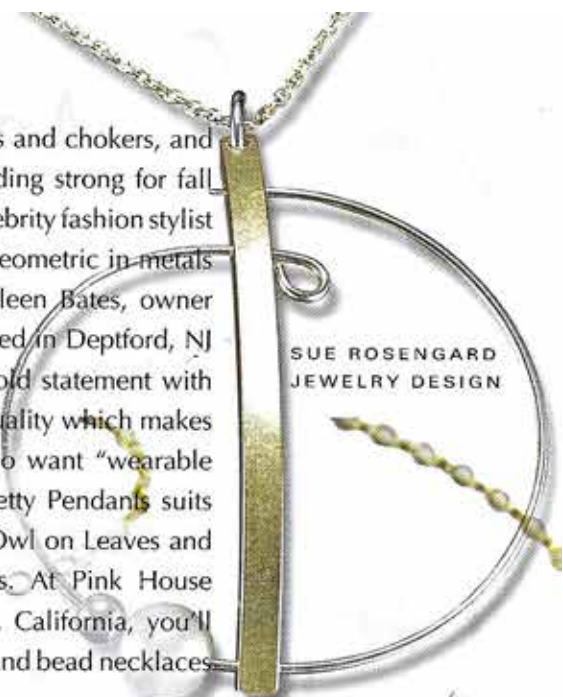 s and chokers, and
ding strong for fall
ebrity fashion stylist
eometric in metals
leen Bates, owner
ed in Deptford, NJ
old statement with
uality which makes
o want "wearable
etty Pendants suits
Owl on Leaves and
s. At Pink House
, California, you'll
nd bead necklaces
SUE ROSENGARD
JEWELRY DESIGN